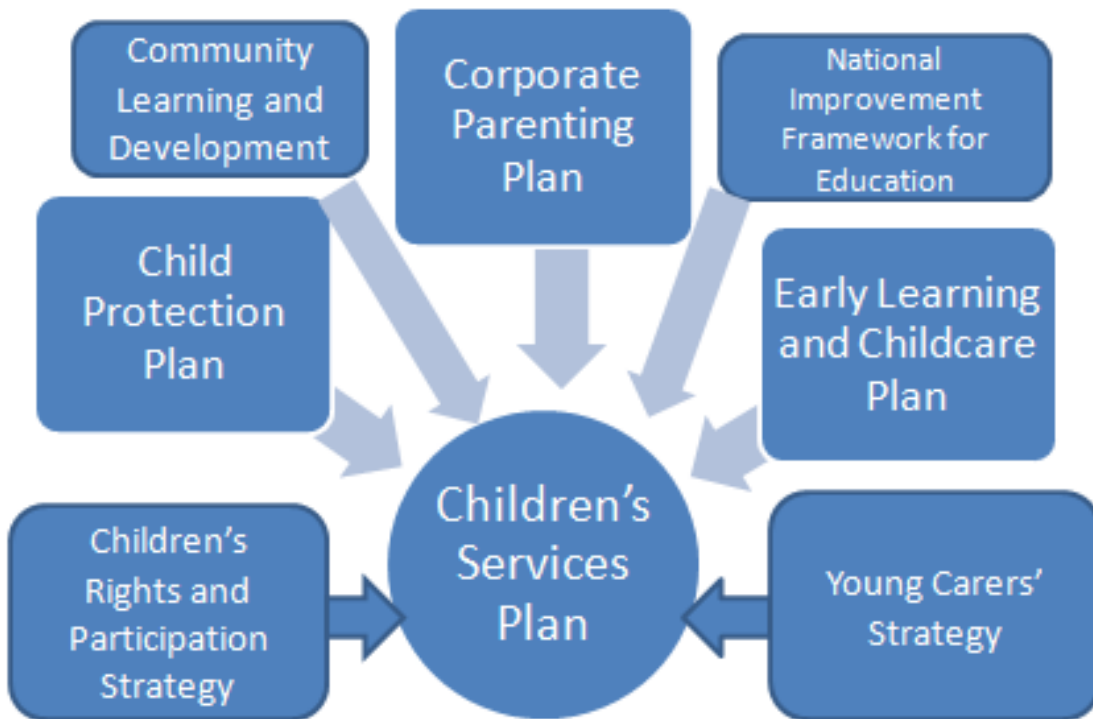 Community
Learning and
Development
Corporate
Parenting
Plan
National
Improvement
Framework for
Education
Child
Protection
Plan
Early Learning
and Childcare
Plan
Children’s
Services
Plan
Children’s
Rights and
Participation
Strategy
Young Carers’
Strategy